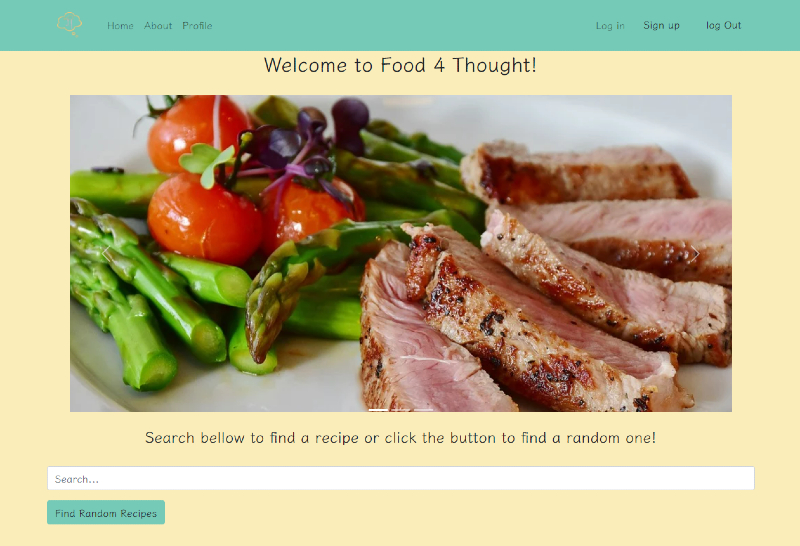 Home About Profile Log in Sign up log Out
Welcome to Food 4 Thought!
Search bellow to find a recipe or click the button to find a random one!
Search...
Find Random Recipes